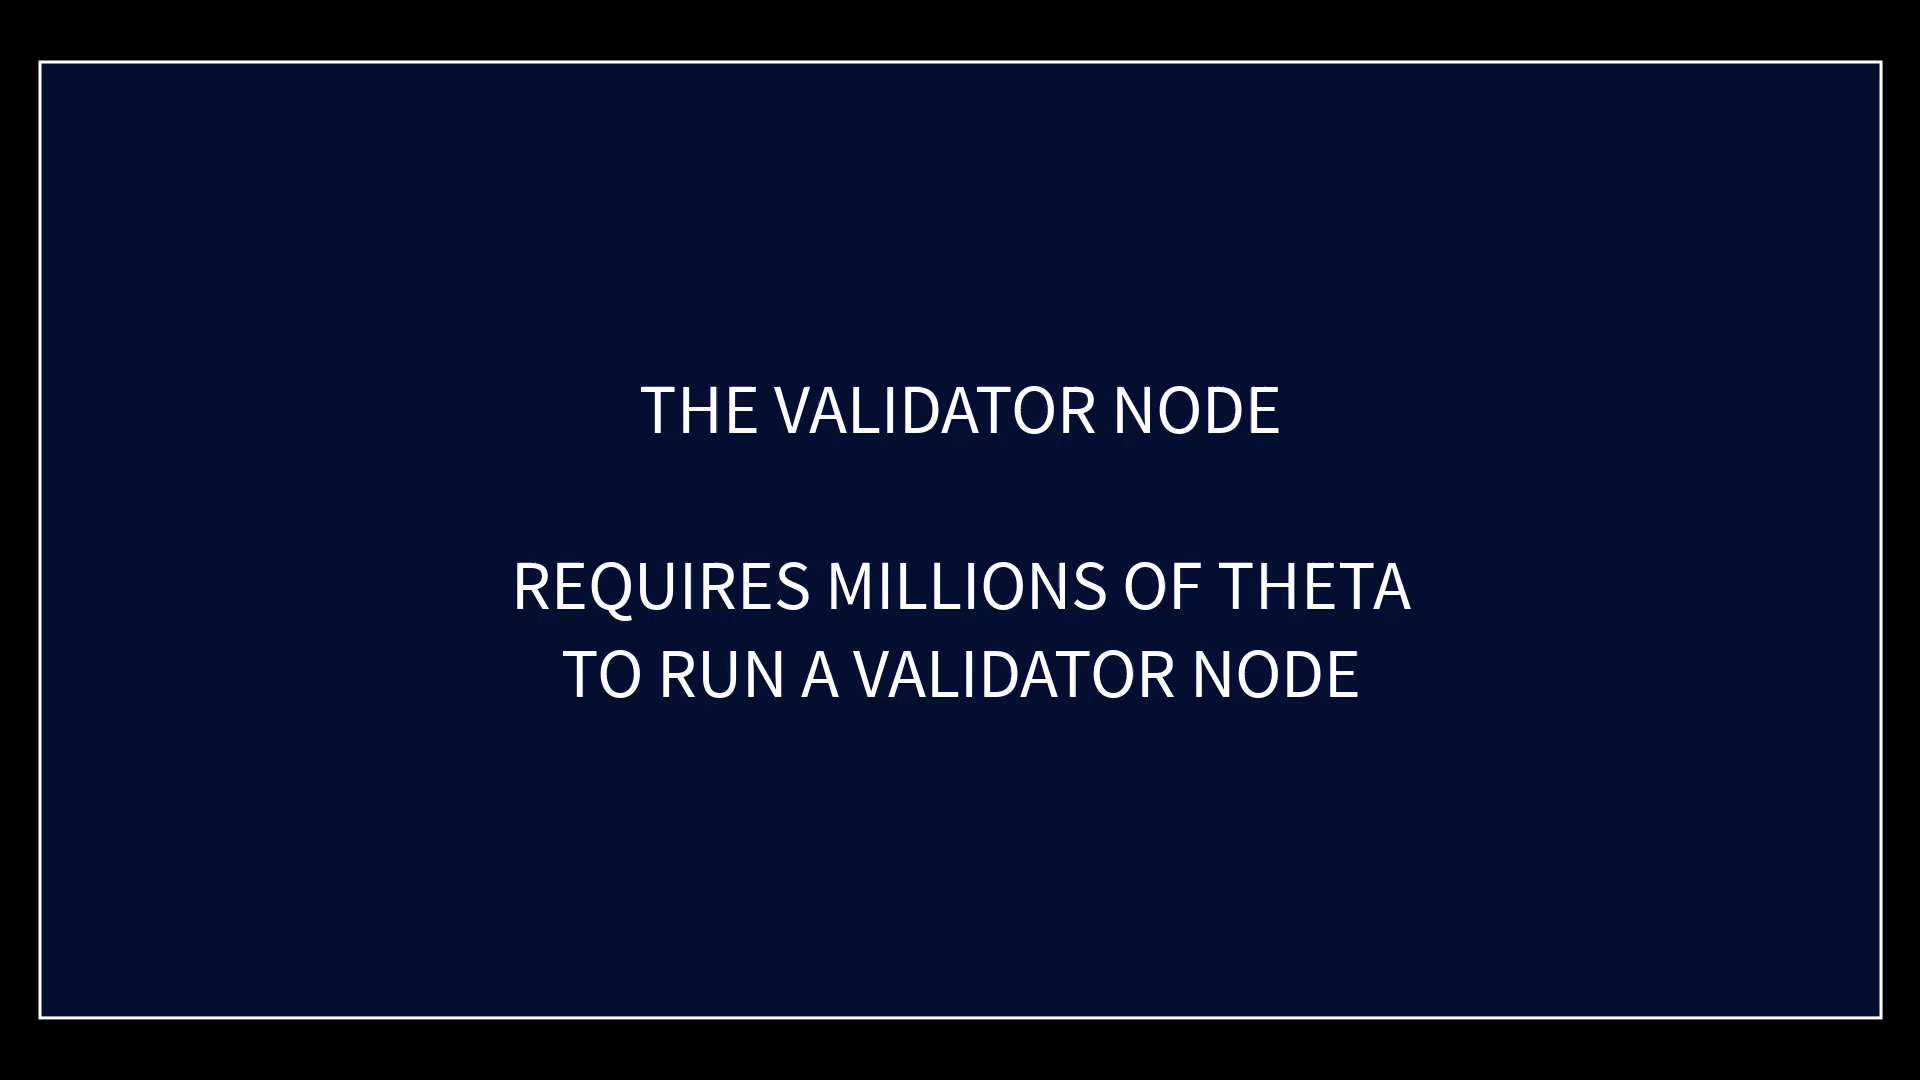 THE VALIDATOR NODE
REQUIRES MILLIONS OF THETA
TO RUN A VALIDATOR NODE